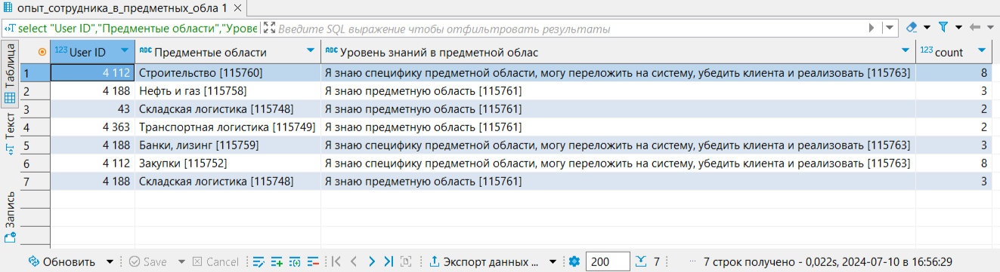 опыт_сотрудника_в_предметных_обла 1
select "User ID","Предментые области","Урове Введите SQL выражение чтобы отфильтровать результаты
Таблица
Текст
Запись
123 User ID ABC Предментые области ABC Уровень знаний в предметной облас 123 count
1 4 112 Строительство [115760] Я знаю специфику предметной области, могу переложить на систему, убедить клиента и реализовать [115763] 8
2 4 188 Нефть и газ [115758] Я знаю предметную область [115761] 3
3 43 Складская логистика [115748] Я знаю предметную область [115761] 2
4 4 363 Транспортная логистика [115749] Я знаю предметную область [115761] 2
5 4 188 Банки, лизинг [115759] Я знаю специфику предметной области, могу переложить на систему, убедить клиента и реализовать [115763] 3
6 4 112 Закупки [115752] Я знаю специфику предметной области, могу переложить на систему, убедить клиента и реализовать [115763] 8
7 4 188 Складская логистика [115748] Я знаю предметную область [115761] 3
Обновить Save Cancel Экспорт данных ... 200 7 ... 7 строк получено - 0,022s, 2024-07-10 в 16:56:29